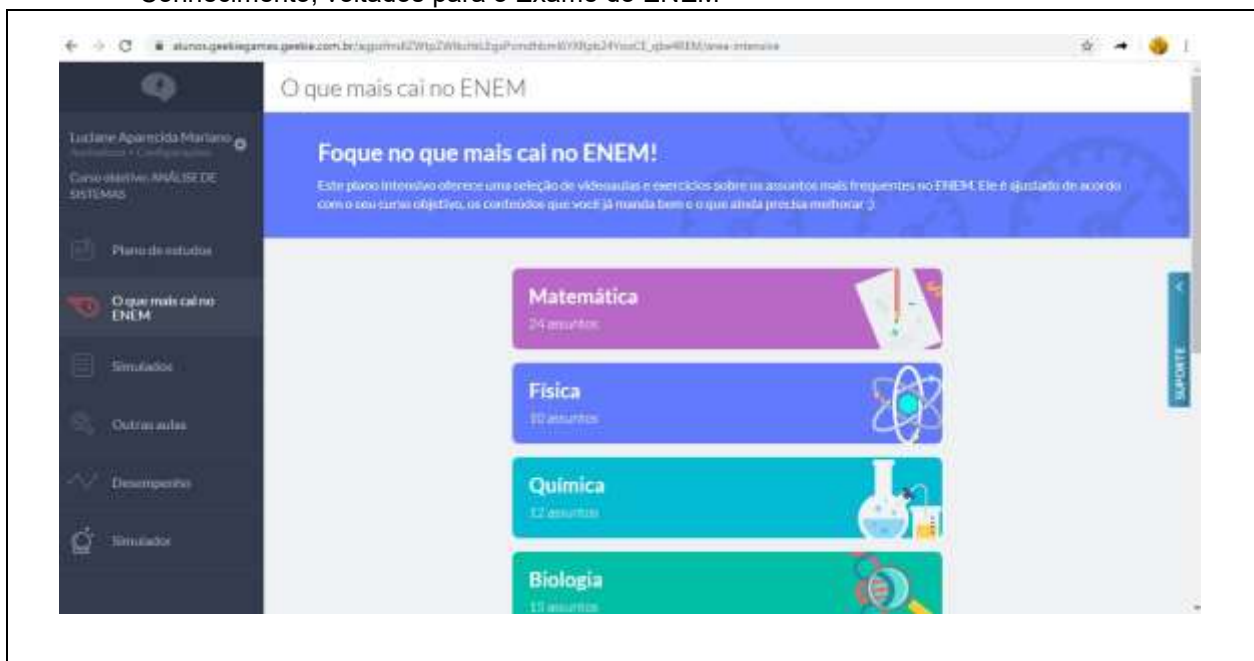 Conhecimento, voltados para o Exame do ENEM
O que mais cai no ENEM
Luciane Aparecida Mariano
Curso objetivo: ANÁLISE DE
SISTEMAS
Plano de estudos
O que mais cai no
ENEM
Simulados
Outras aulas
Desempenho
Simulador
Foque no que mais cai no ENEM!
Este plano intensivo oferece uma seleção de videoaulas e exercícios sobre os assuntos mais frequentes no ENEM. Ele é ajustado de acordo
com o seu curso objetivo, os conteúdos que você já manda bem e o que ainda precisa melhorar ;)
Matemática
24 assuntos
Física
10 assuntos
Química
12 assuntos
Biologia
15 assuntos
SUPORTE